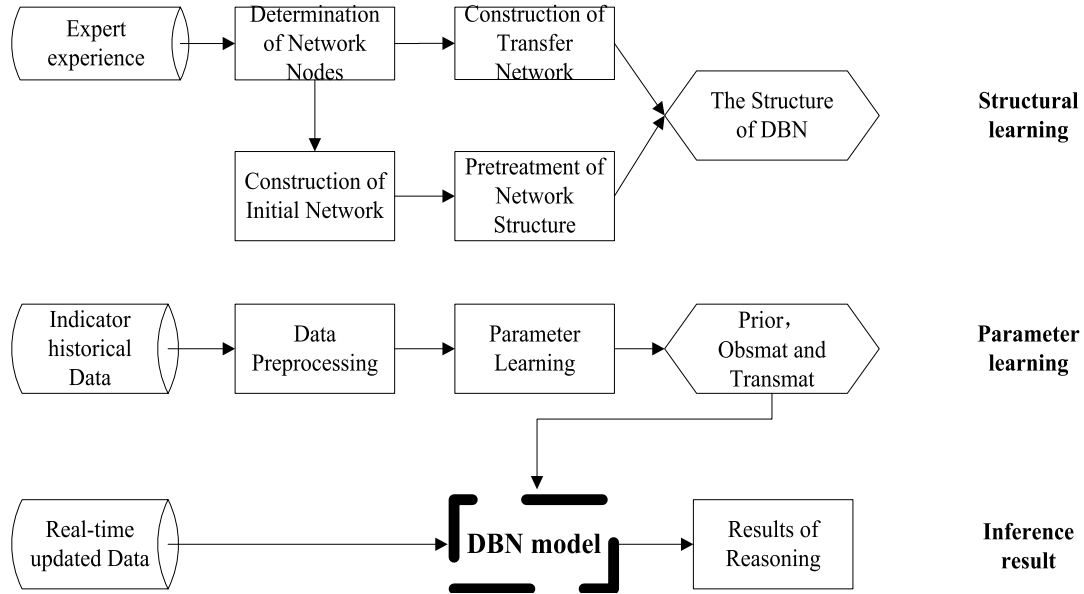 Expert
experience
Determination
of Network
Nodes
Construction of
Transfer
Network
The Structure
of DBN
Structural
learning
Construction of
Initial Network
Pretreatment of
Network
Structure
Indicator
historical
Data
Data
Preprocessing
Parameter
Learning
Prior，
Obsmat and
Transmat
Parameter
learning
Real-time
updated Data
DBN model
Results of
Reasoning
Inference
result